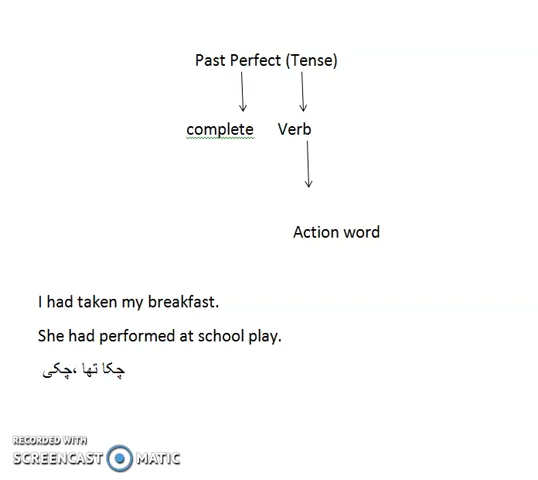 Past Perfect (Tense)
complete Verb
Action word
I had taken my breakfast.
She had performed at school play.
چکا تھا ،چکی
RECORDED WITH
SCREENCAST MATIC